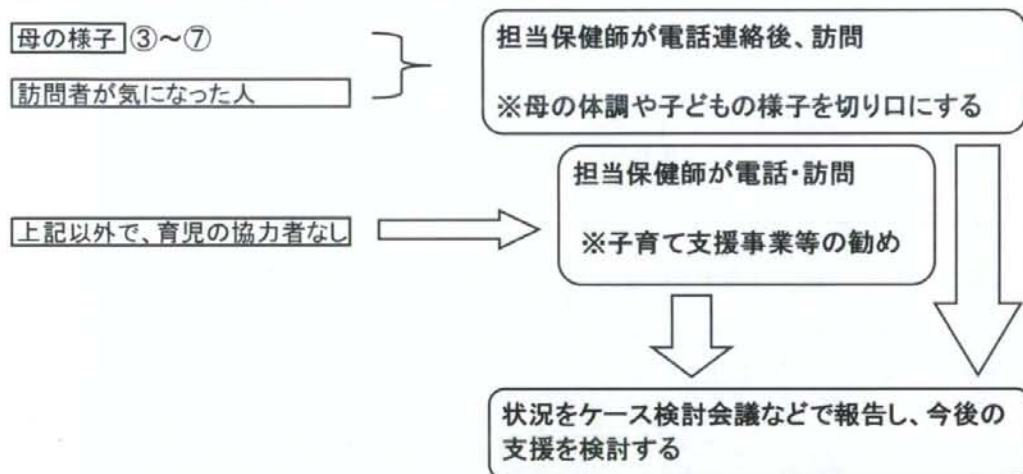 母の様子 ③～⑦
訪問者が気になった人
担当保健師が電話連絡後、訪問
※母の体調や子どもの様子を切り口にする
上記以外で、育児の協力者なし
担当保健師が電話・訪問
※子育て支援事業等の勧め
状況をケース検討会議などで報告し、今後の
支援を検討する